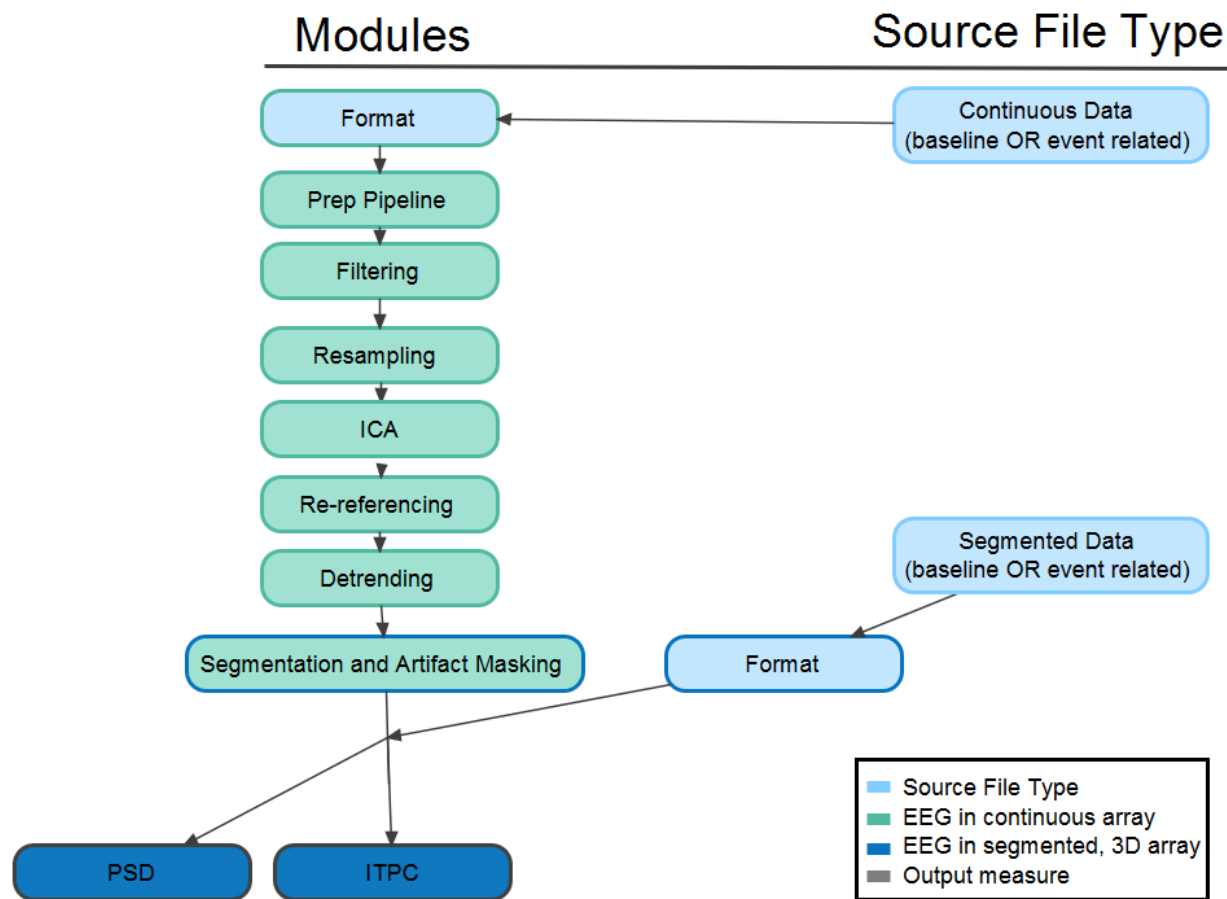 Modules
Source File Type
Format
Continuous Data
(baseline OR event related)
Prep Pipeline
Filtering
Resampling
ICA
Re-referencing
Segmented Data
(baseline OR event related)
Detrending
Segmentation and Artifact Masking
Format
Source File Type
EEG in continuous array
EEG in segmented, 3D array
Output measure
PSD
ITPC